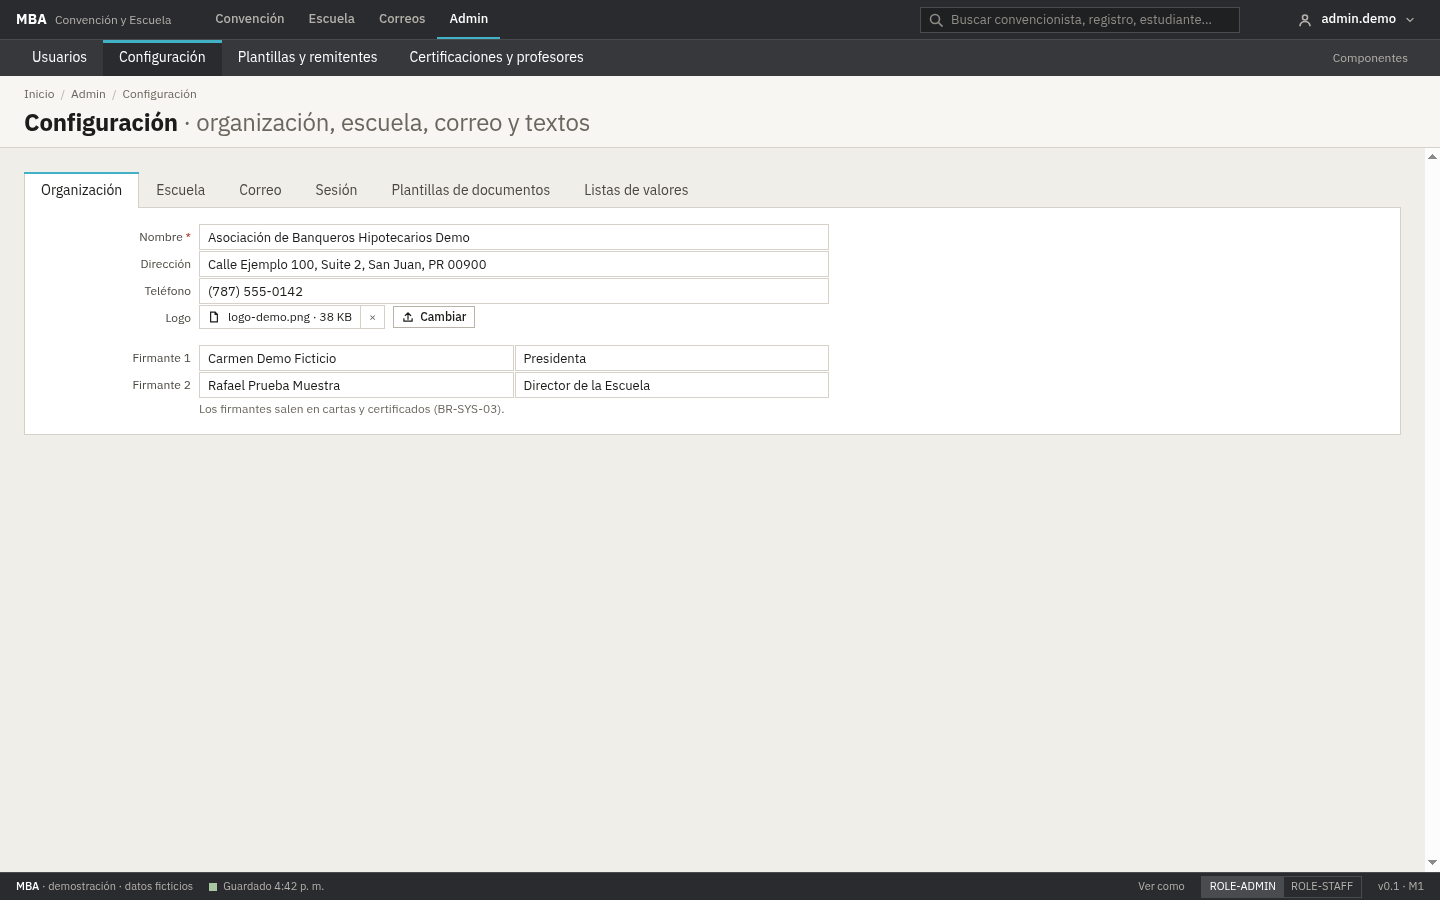 MBA Convención y Escuela Convención Escuela Correos Admin Buscar convencionista, registro, estudiante... admin.demo
Usuarios Configuración Plantillas y remitentes Certificaciones y profesores Componentes
Inicio / Admin / Configuración
Configuración · organización, escuela, correo y textos
Organización Escuela Correo Sesión Plantillas de documentos Listas de valores
Nombre * Asociación de Banqueros Hipotecarios Demo
Dirección Calle Ejemplo 100, Suite 2, San Juan, PR 00900
Teléfono (787) 555-0142
Logo logo-demo.png · 38 KB × Cambiar
Firmante 1 Carmen Demo Ficticio Presidenta
Firmante 2 Rafael Prueba Muestra Director de la Escuela
Los firmantes salen en cartas y certificados (BR-SYS-03).
MBA · demostración · datos ficticios Guardado 4:42 p. m. Ver como ROLE-ADMIN ROLE-STAFF v0.1 · M1